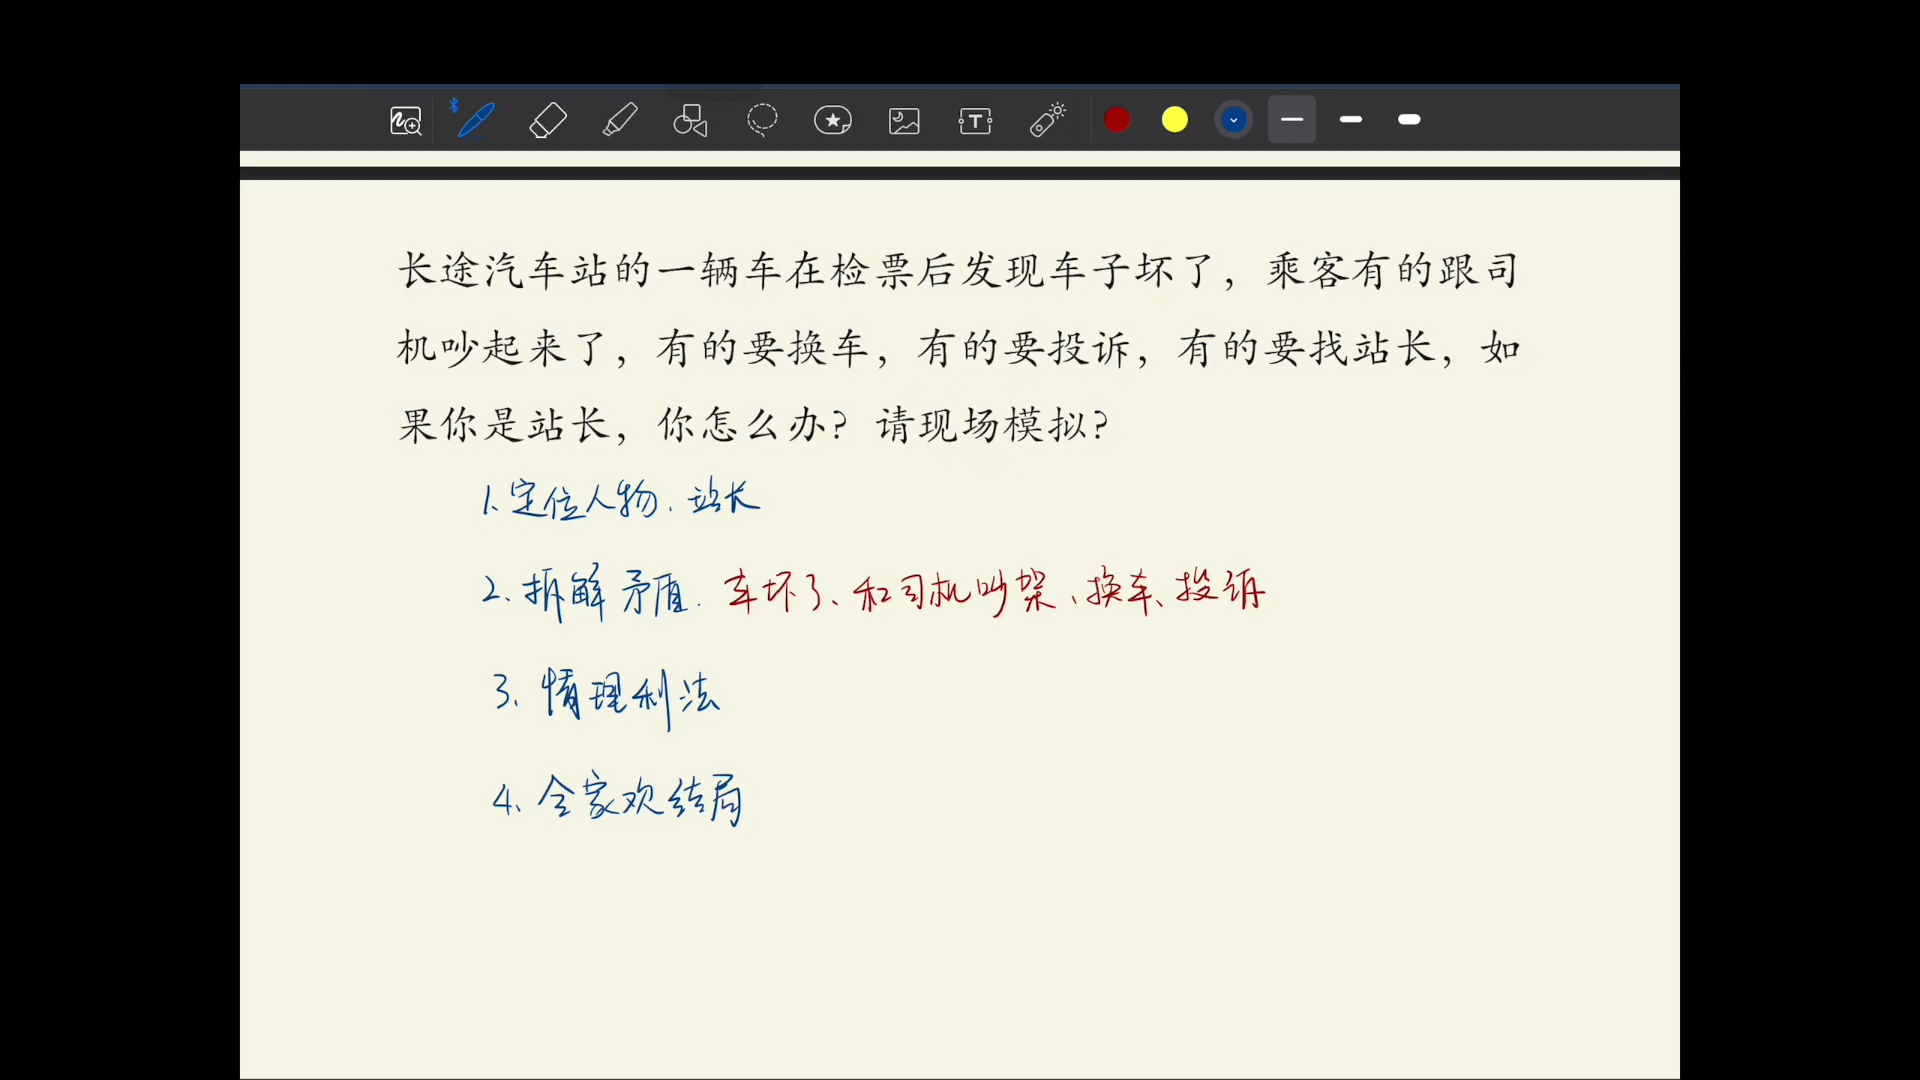 长途汽车站的一辆车在检票后发现车子坏了，乘客有的跟司
机吵起来了，有的要换车，有的要投诉，有的要找站长，如
果你是站长，你怎么办？请现场模拟？
1、定位人物、站长
2、拆解矛盾. 车坏了、和司机吵架、换车、投诉
3、情理利法
4、全家欢结局